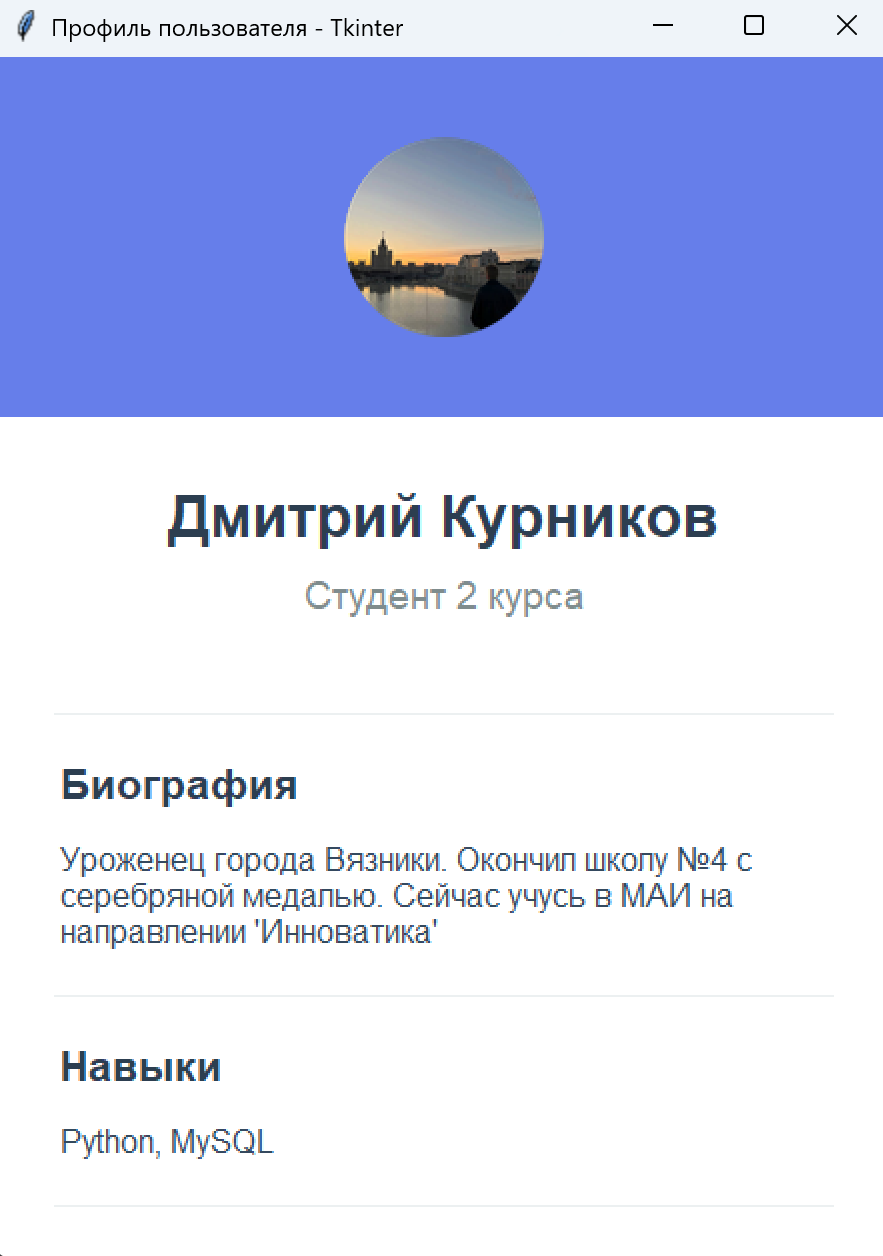 Профиль пользователя - Tkinter
Дмитрий Курников
Студент 2 курса
Биография
Уроженец города Вязники. Окончил школу №4 с
серебряной медалью. Сейчас учусь в МАИ на
направлении 'Инноватика'
Навыки
Python, MySQL